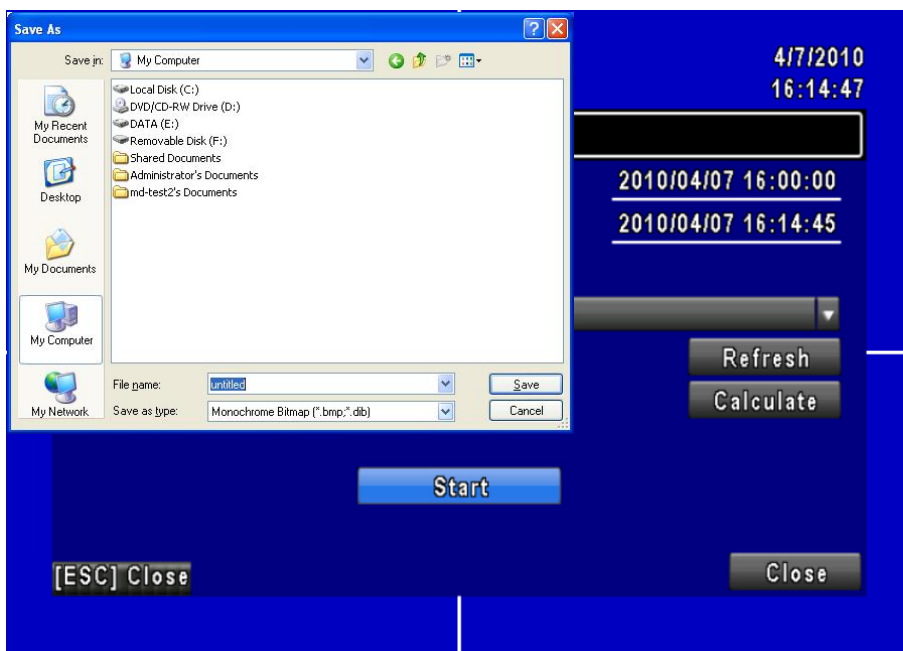 Save As
Save in:
My Computer
My Recent
Documents
Desktop
My Documents
My Computer
My Network
Local Disk (C:)
DVD/CD-RW Drive (D:)
DATA (E:)
Removable Disk (F:)
Shared Documents
Administrator's Documents
md-test2's Documents
File name:
untitled
Save
Save as type:
Monochrome Bitmap (*.bmp;*.dib)
Cancel
4/7/2010
16:14:47
2010/04/07 16:00:00
2010/04/07 16:14:45
Refresh
Calculate
Start
[ESC] Close
Close